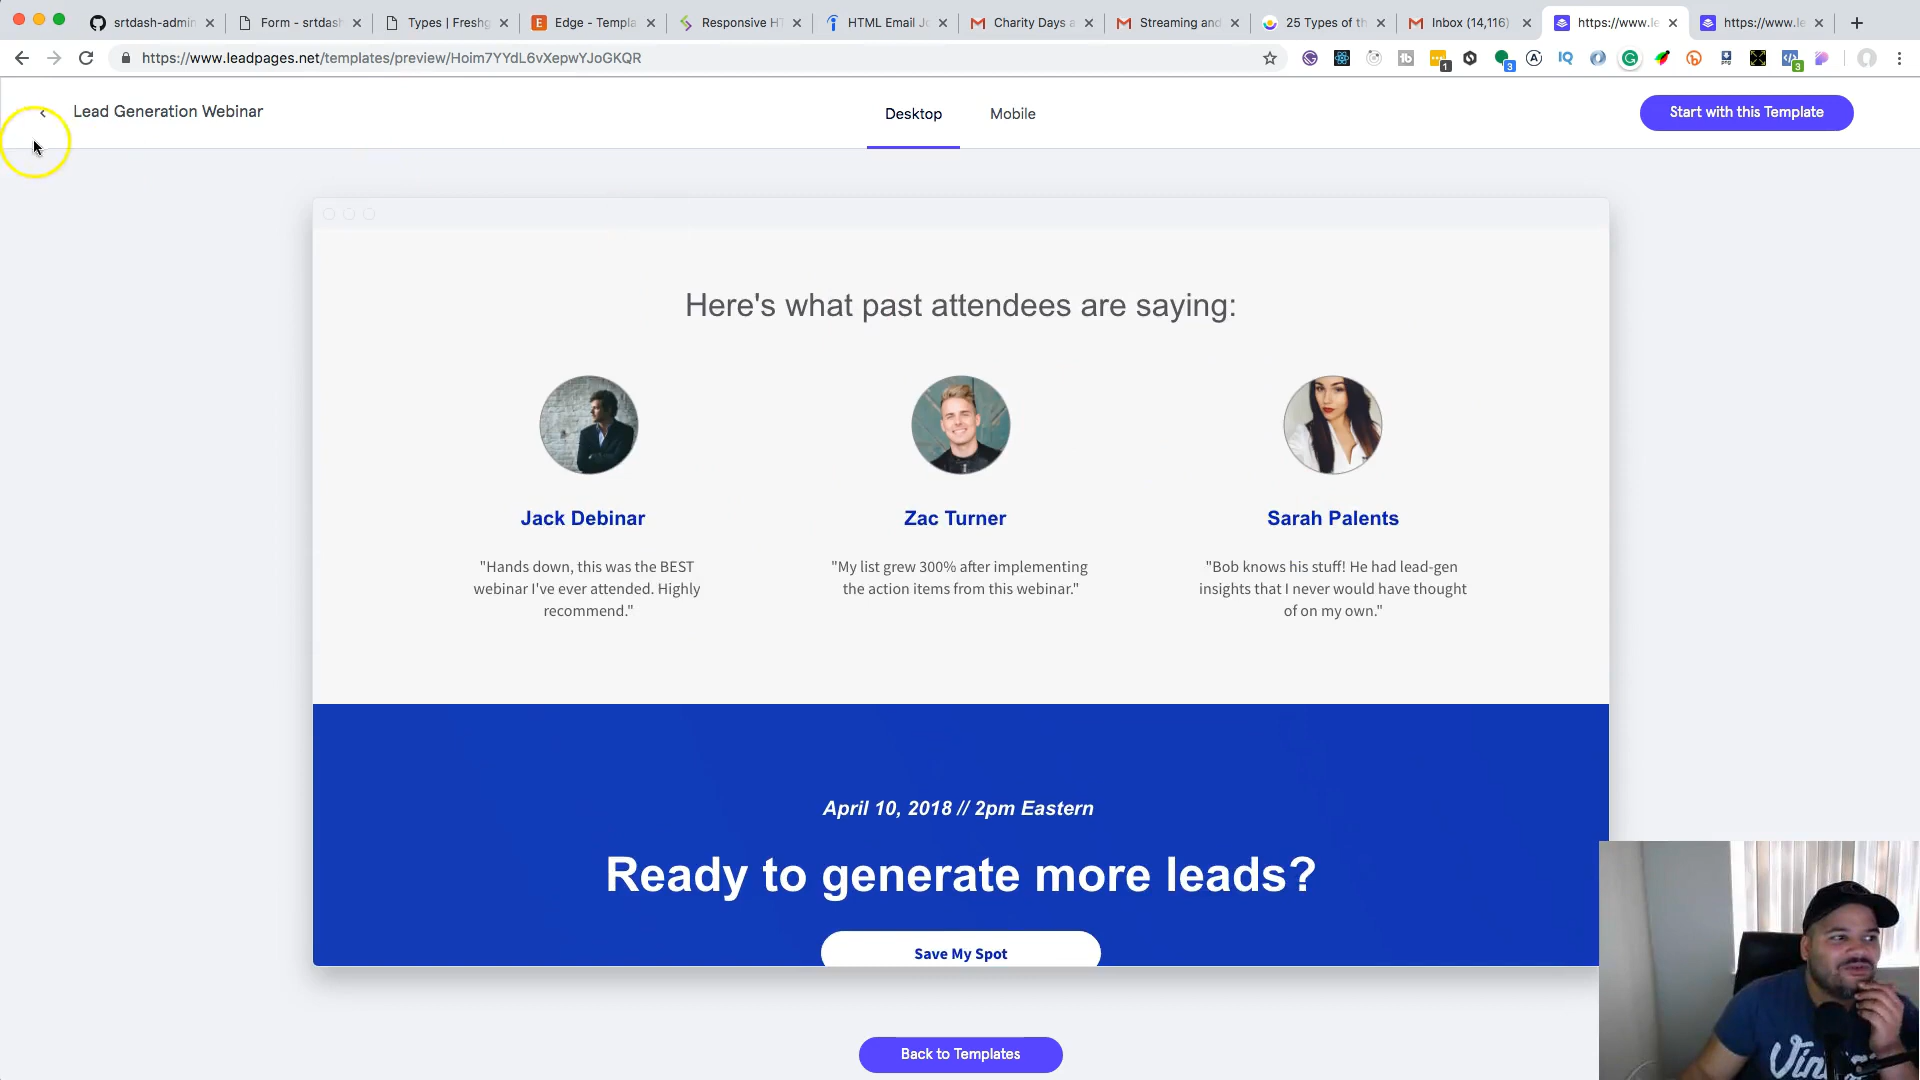 srtdash-admin
Form - srtdash
Types | Freshg
Edge - Templa
Responsive HT
HTML Email Jo
Charity Days a
Streaming and
25 Types of th
Inbox (14,116)
https://www.le
https://www.le
https://www.leadpages.net/templates/preview/Hoim7YYdL6vXepwYJoGKQR
Lead Generation Webinar
Desktop
Mobile
Start with this Template
Here's what past attendees are saying:
Jack Debinar
Zac Turner
Sarah Palents
"Hands down, this was the BEST
webinar I've ever attended. Highly
recommend."
"My list grew 300% after implementing
the action items from this webinar."
"Bob knows his stuff! He had lead-gen
insights that I never would have thought
of on my own."
April 10, 2018 // 2pm Eastern
Ready to generate more leads?
Save My Spot
Back to Templates